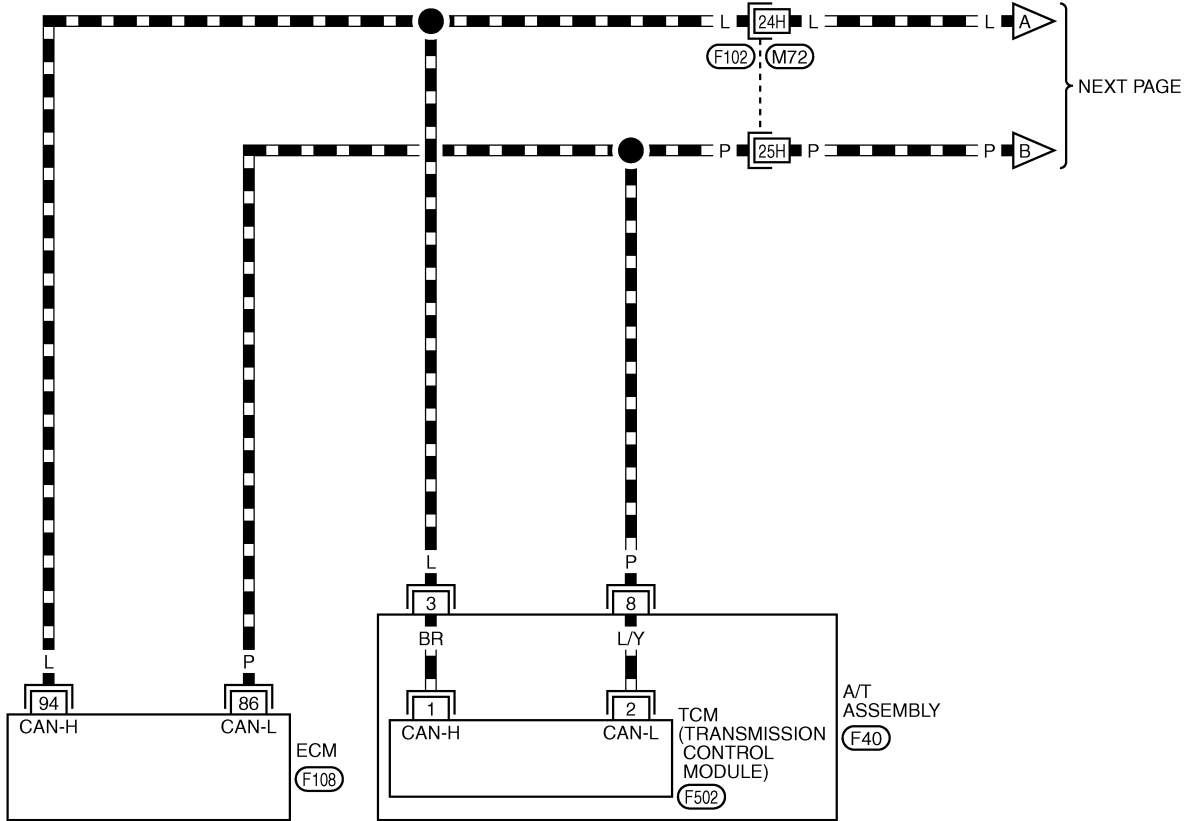 L 24H L L A
F102 M72
NEXT PAGE
P 25H P P B
L P
3 8
BR L/Y
L P
94 86
CAN-H CAN-L
ECM
F108
1 2
CAN-H CAN-L
TCM
(TRANSMISSION
CONTROL
MODULE)
F502
A/T
ASSEMBLY
F40